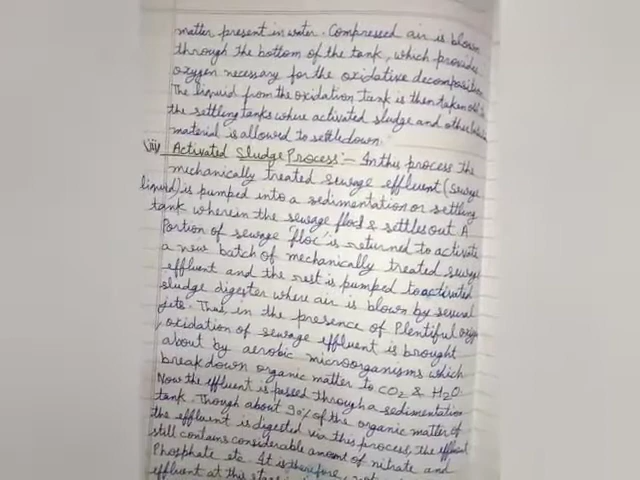 matter present in water. Compressed air is blown
through the bottom of the tank, which provides
oxygen necessary for the oxidative decomposition
The liquid from the oxidation tank is then taken
the settling tanks where activated sludge and other
material is allowed to settle down.
Activated Sludge Process:- In this process the
mechanically treated sewage effluent (sewage
liquid) is pumped into a sedimentation or settling
tank wherein the sewage flocs & settles out. A
Portion of sewage 'floc' is returned to activate
a new batch of mechanically treated sewage
effluent and the rest is pumped to activated
sludge digester where air is blown by several
jets. Thus, in the presence of Plentiful oxygen
, oxidation of sewage effluent is brought
about by aerobic microorganisms which
break down organic matter to CO2 & H2O.
Now the effluent is passed through a sedimentation
tank. Though about 90% of the organic matter of
the effluent is digested via this process, the effluent
still contains considerable amount of nitrate and
Phosphate etc. It is therefore,
effluent at this